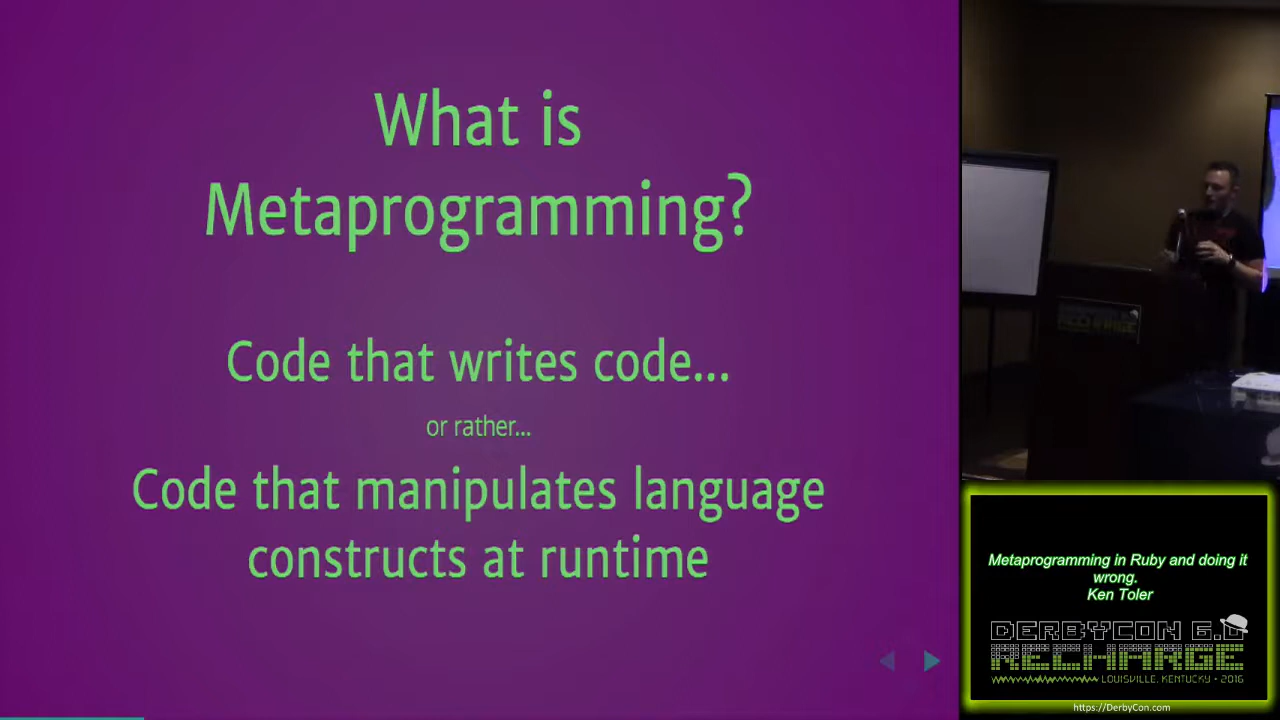 What is
Metaprogramming?
Code that writes code...
or rather...
Code that manipulates language
constructs at runtime
RECHARGE
Metaprogramming in Ruby and doing it
wrong.
Ken Toler
DERBYCON 6.0
RECHARGE
LOUISVILLE, KENTUCKY • 2016
https://DerbyCon.com